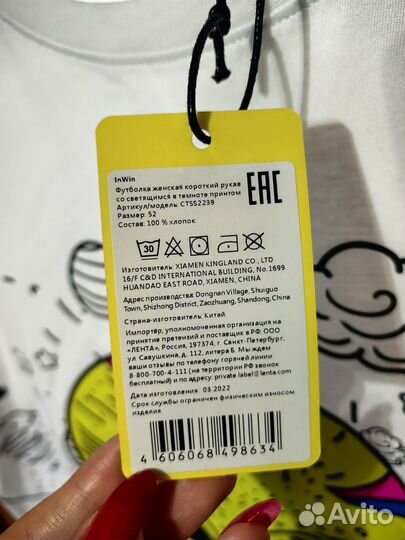 InWin
Футболка женская короткий рукав
со светящимся в темноте принтом
Артикул/модель: CTSS2239
Размер: 52
Состав: 100 % хлопок
EAC
30
Изготовитель: XIAMEN KINGLAND CO., LTD
16/F C&D INTERNATIONAL BUILDING, No.1699
HUANDAO EAST ROAD, XIAMEN, CHINA
Адрес производства: Dongnan Village, Shuiguo
Town, Shizhong District, Zaozhuang, Shandong, China
Страна-изготовитель: Китай.
Импортёр, уполномоченная организация на
принятие претензий и поставщик в РФ: ООО
«ЛЕНТА», Россия, 197374, г. Санкт-Петербург,
ул.Савушкина, д. 112, литера Б. Мы ждем
ваши отзывы по телефону горячей линии
8-800-700-4-111 (на территории РФ звонок
бесплатный) и по адресу: private label@lenta.com
Дата изготовления: 03.2022
Срок службы ограничен физическим износом
изделия.
4 606068 498634
Avito